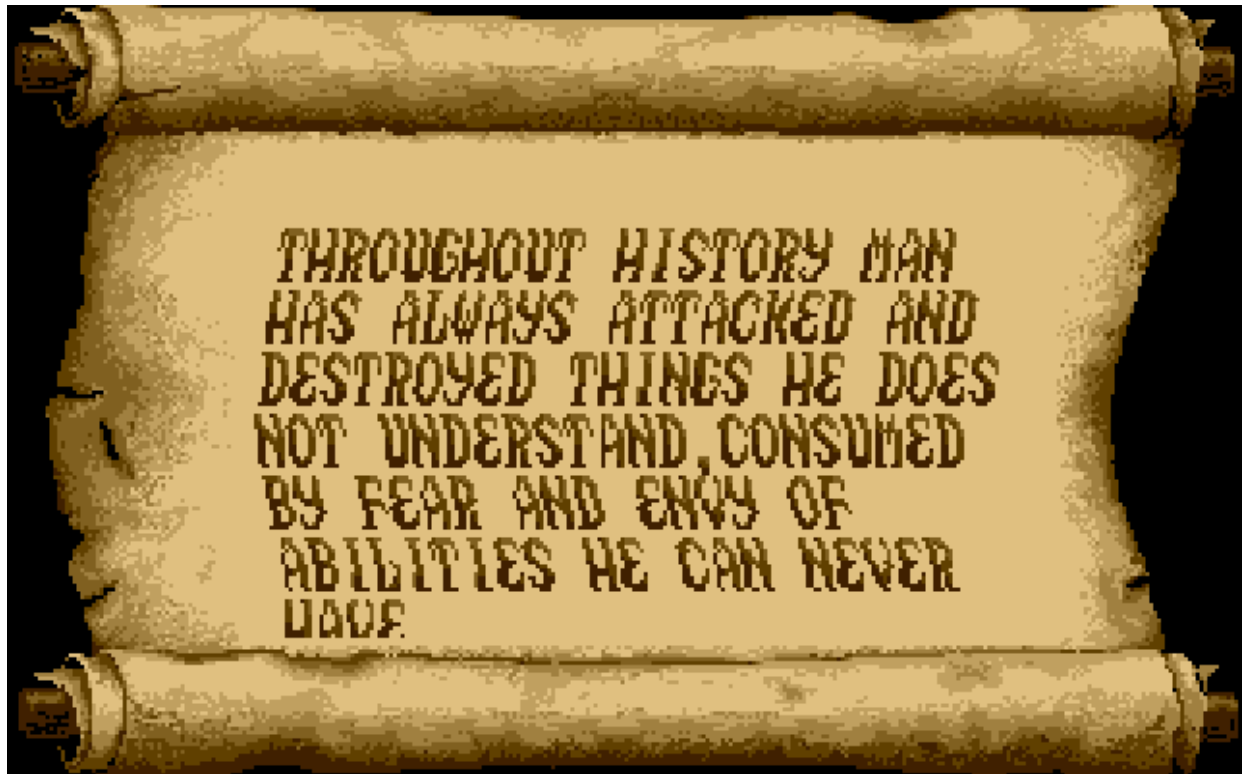 THROUGHOUT HISTORY MAN
HAS ALWAYS ATTACKED AND
DESTROYED THINGS HE DOES
NOT UNDERSTAND,CONSUMED
BY FEAR AND ENVY OF
ABILITIES HE CAN NEVER
HAVE